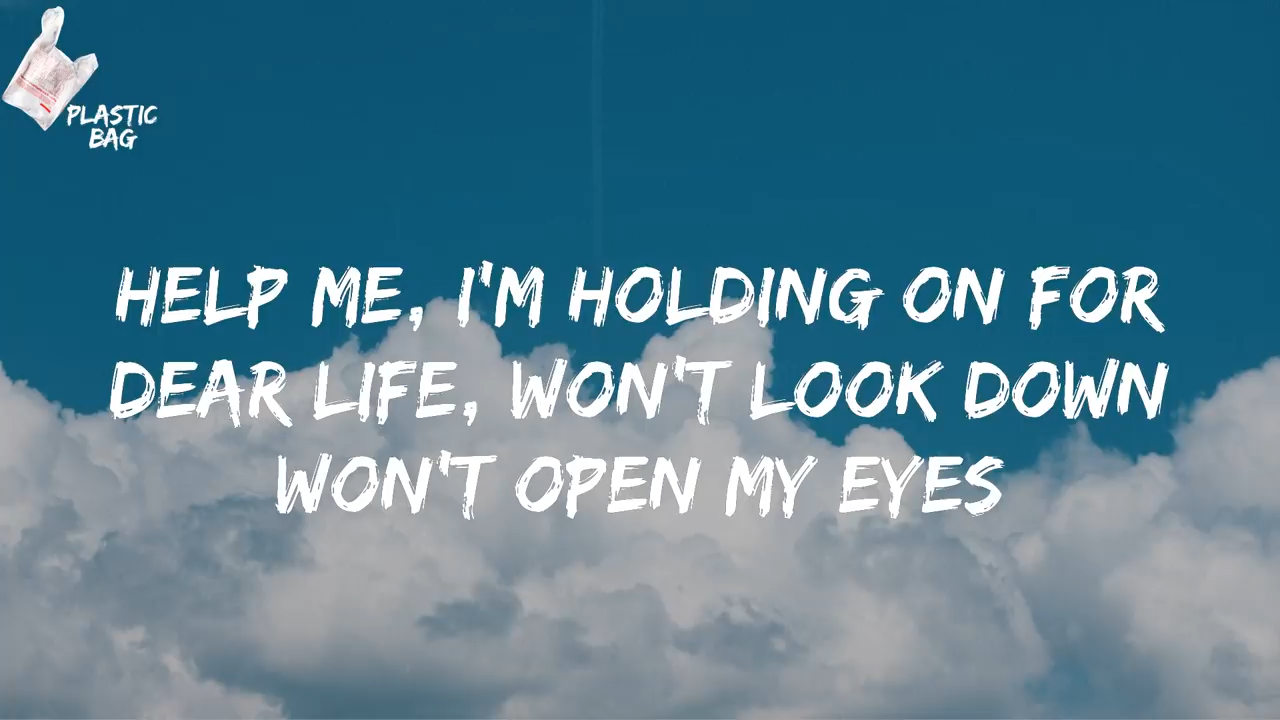 PLASTIC
BAG
HELP ME, I'M HOLDING ON FOR
DEAR LIFE, WON'T LOOK DOWN
WON'T OPEN MY EYES